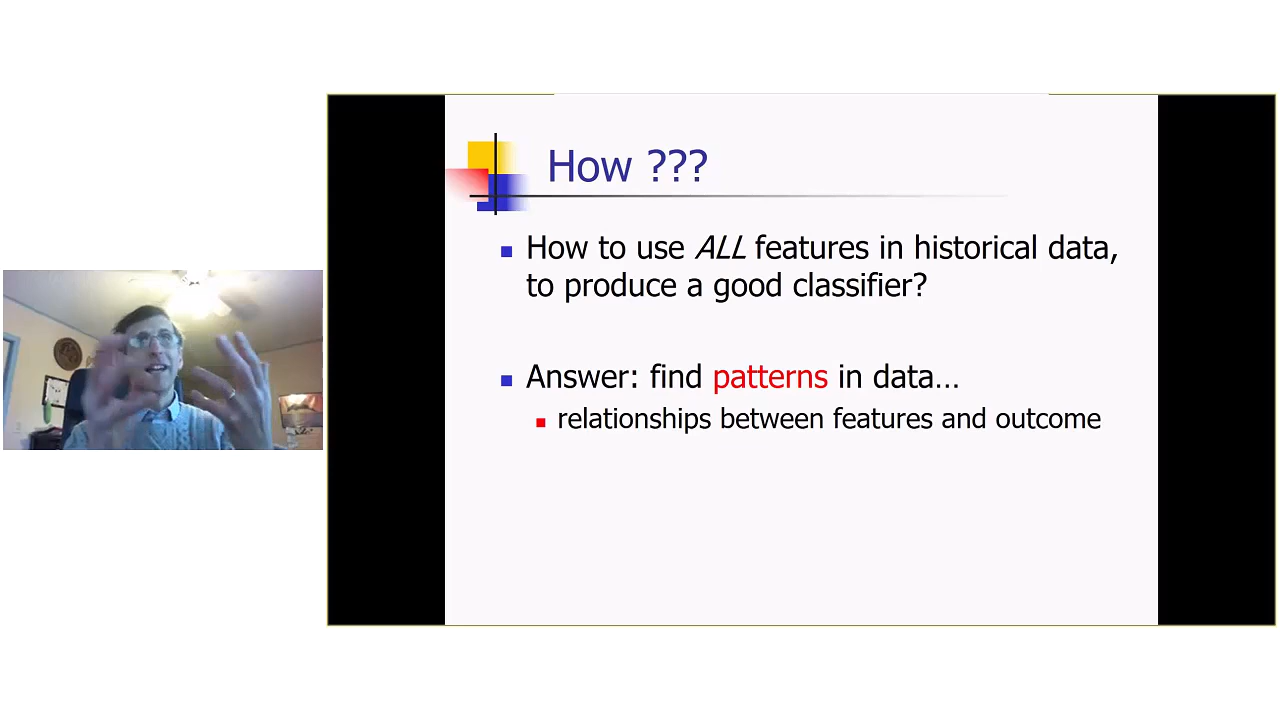 How ???
How to use ALL features in historical data,
to produce a good classifier?
Answer: find patterns in data…
relationships between features and outcome